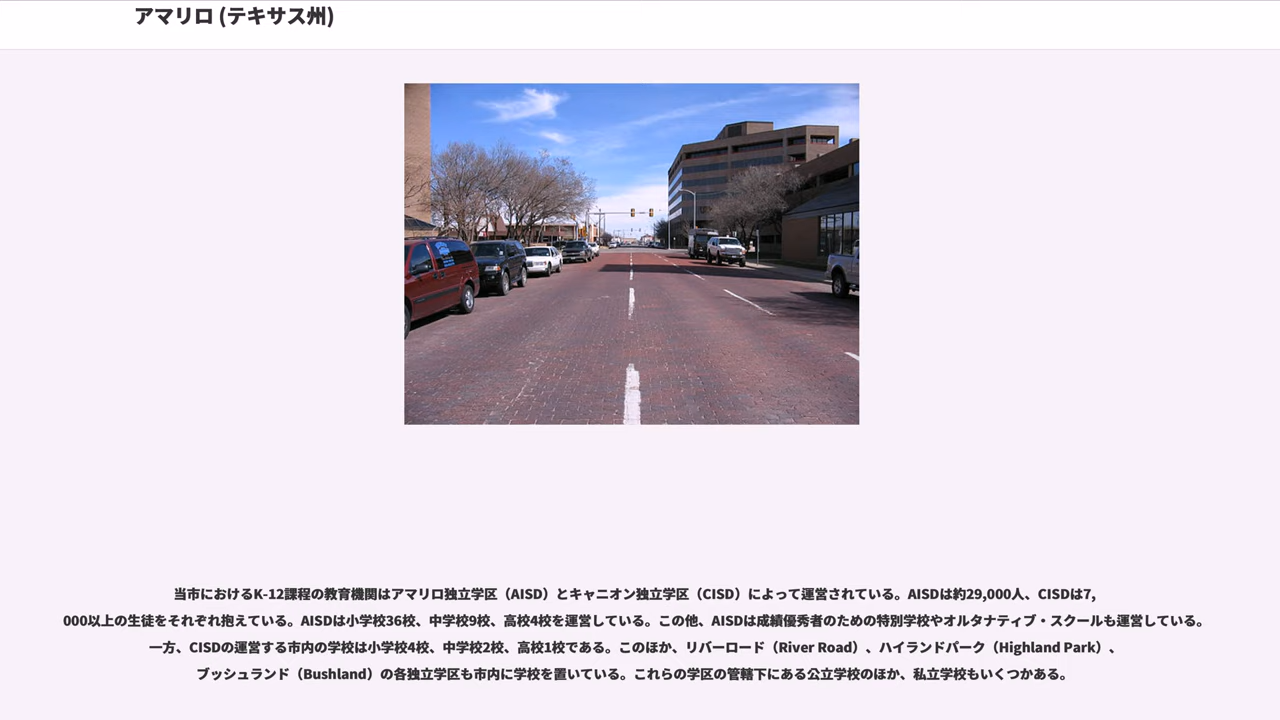 アマリロ (テキサス州)
当市におけるK-12課程の教育機関はアマリロ独立学区（AISD）とキャニオン独立学区（CISD）によって運営されている。AISDは約29,000人、CISDは7,
000以上の生徒をそれぞれ抱えている。AISDは小学校36校、中学校9校、高校4校を運営している。この他、AISDは成績優秀者のための特別学校やオルタナティブ・スクールも運営している。
一方、CISDの運営する市内の学校は小学校4校、中学校2校、高校1校である。このほか、リバーロード（River Road）、ハイランドパーク（Highland Park）、
ブッシュランド（Bushland）の各独立学区も市内に学校を置いている。これらの学区の管轄下にある公立学校のほか、私立学校もいくつかある。